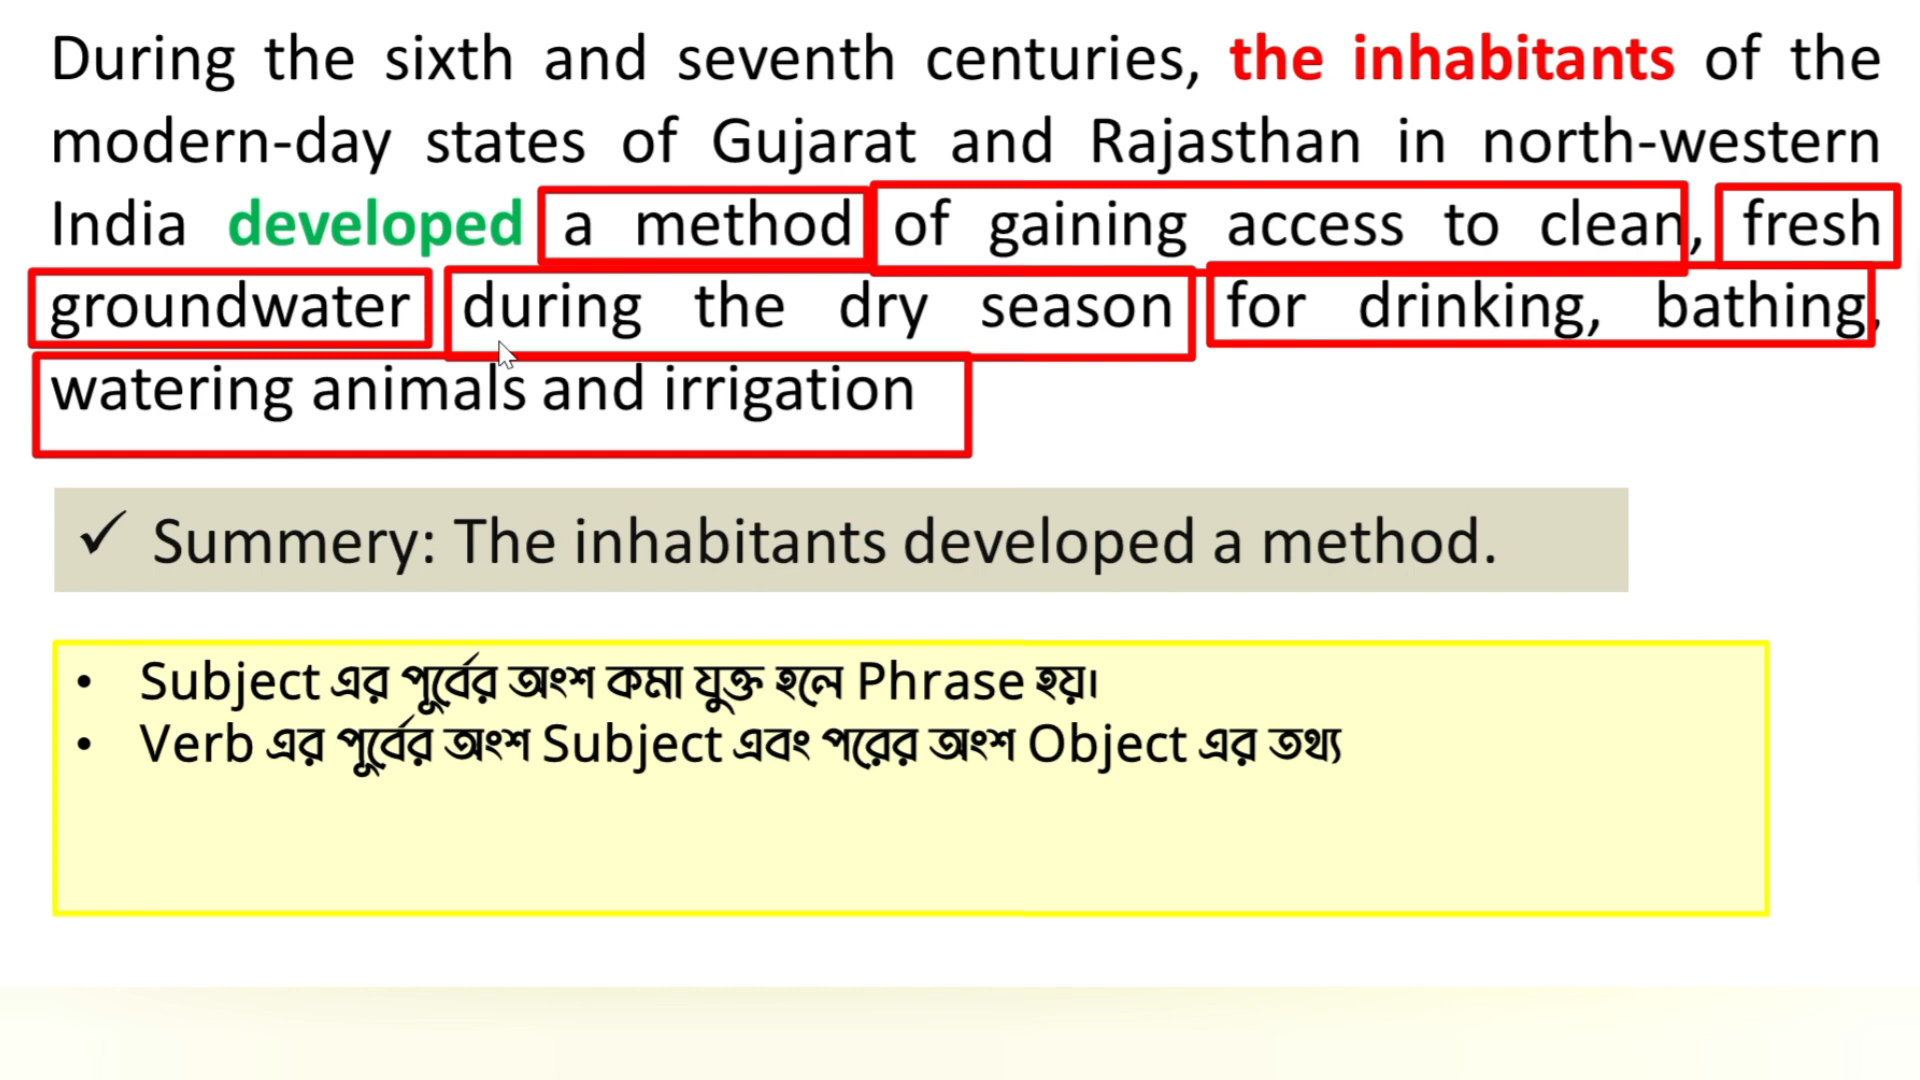 During the sixth and seventh centuries, the inhabitants of the
modern-day states of Gujarat and Rajasthan in north-western
India developed a method of gaining access to clean, fresh
groundwater during the dry season for drinking, bathing,
watering animals and irrigation
✓ Summery: The inhabitants developed a method.
• Subject এর পূর্বের অংশ কমা যুক্ত হলে Phrase হয়।
• Verb এর পূর্বের অংশ Subject এবং পরের অংশ Object এর তথ্য